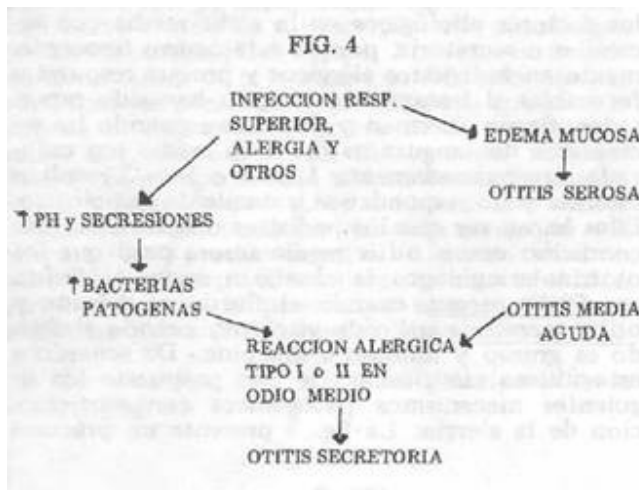 FIG. 4
INFECCION RESP.
SUPERIOR,
ALERGIA Y
OTROS
EDEMA MUCOSA
OTITIS SEROSA
↑ PH y SECRESIONES
↑ BACTERIAS
PATOGENAS
OTITIS MEDIA
AGUDA
REACCION ALERGICA
TIPO I o II EN
ODIO MEDIO
OTITIS SECRETORIA